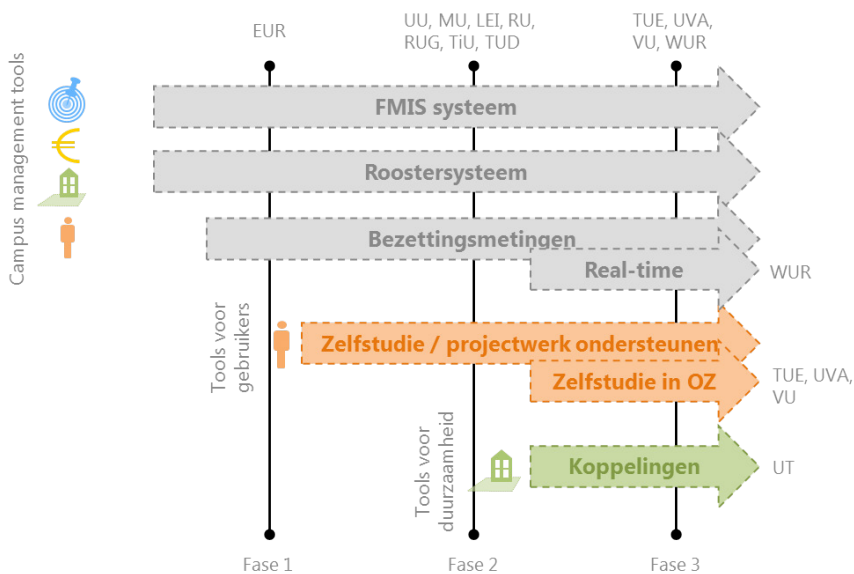 EUR
UU, MU, LEI, RU,
RUG, TiU, TUD
TUE, UVA,
VU, WUR
Campus management tools
FMIS systeem
Roostersysteem
Bezettingsmetingen
Real-time
WUR
Tools voor
gebruikers
Zelfstudie / projectwerk ondersteunen
Zelfstudie in OZ
TUE, UVA,
VU
Tools voor
duurzaamheid
Koppelingen
UT
Fase 1
Fase 2
Fase 3